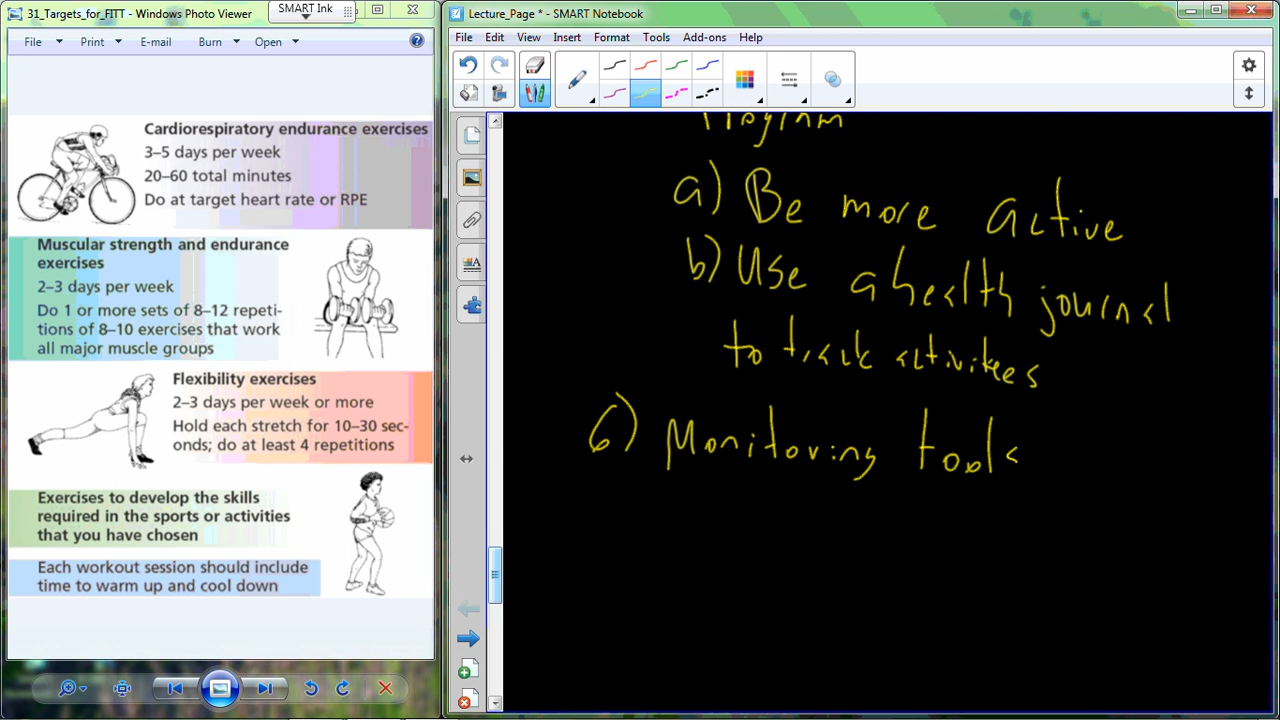 31_Targets_for_FITT - Windows Photo Viewer
SMART Ink
File Print E-mail Burn Open
Cardiorespiratory endurance exercises
3–5 days per week
20–60 total minutes
Do at target heart rate or RPE
Muscular strength and endurance
exercises
2–3 days per week
Do 1 or more sets of 8–12 repeti-
tions of 8–10 exercises that work
all major muscle groups
Flexibility exercises
2–3 days per week or more
Hold each stretch for 10–30 sec-
onds; do at least 4 repetitions
Exercises to develop the skills
required in the sports or activities
that you have chosen
Each workout session should include
time to warm up and cool down
Lecture_Page * - SMART Notebook
File Edit View Insert Format Tools Add-ons Help
Program
a) Be more active
b) Use a health journal
to track activitees
6) Monitoring tools